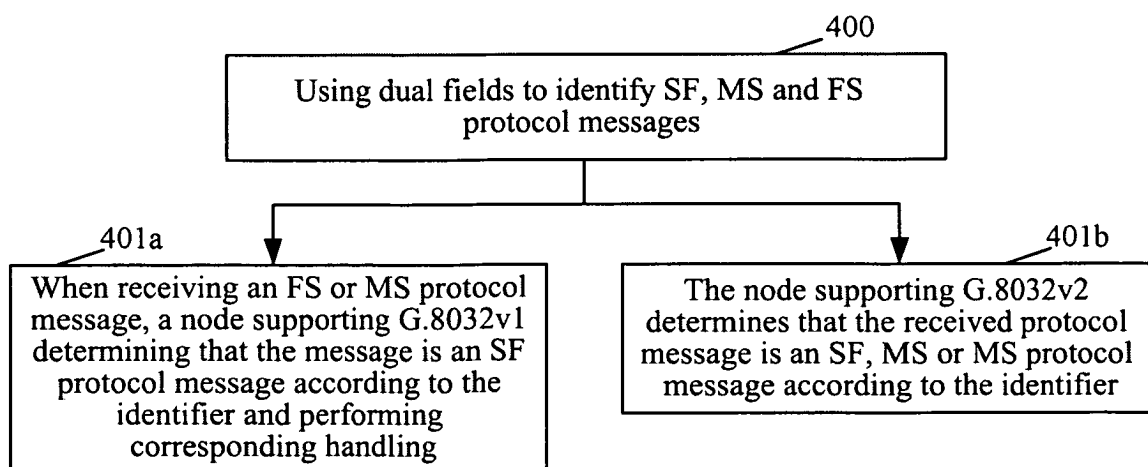 400
Using dual fields to identify SF, MS and FS
protocol messages
401a
When receiving an FS or MS protocol
message, a node supporting G.8032v1
determining that the message is an SF
protocol message according to the
identifier and performing
corresponding handling
401b
The node supporting G.8032v2
determines that the received protocol
message is an SF, MS or MS protocol
message according to the identifier